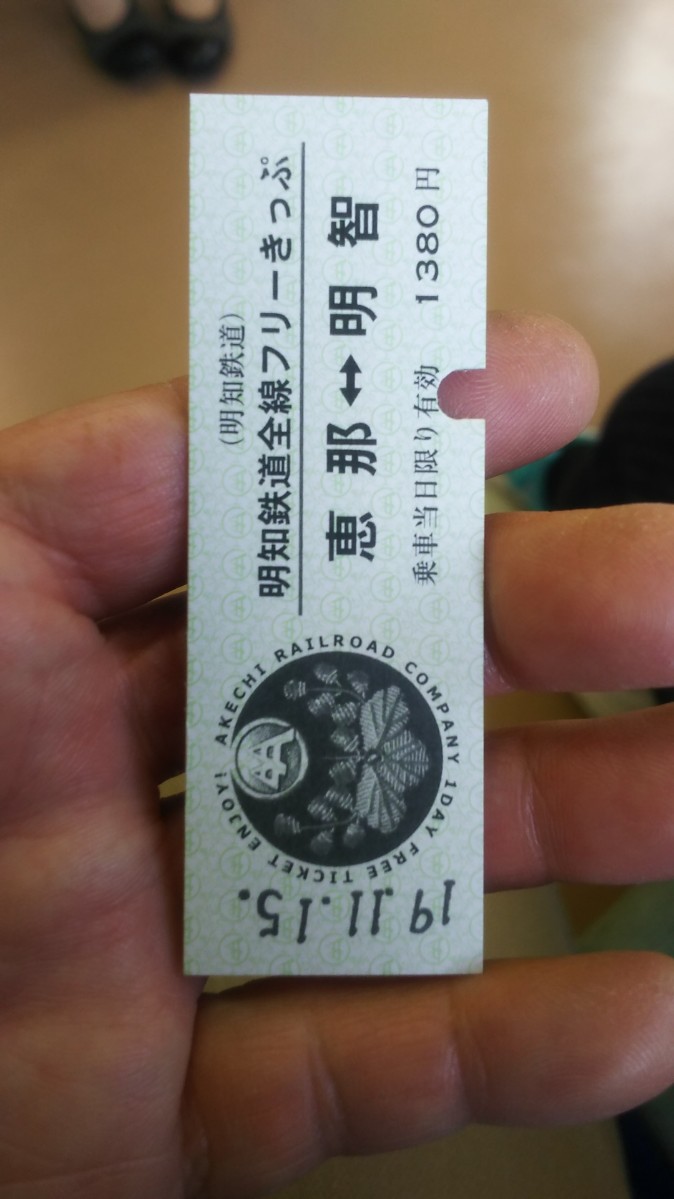 (明知鉄道)
明知鉄道全線フリーきっぷ
恵那↔明智
乗車当日限り有効 1380円
AKECHI RAILROAD COMPANY 1DAY FREE TICKET ENJOY!
AA
19.11.15.